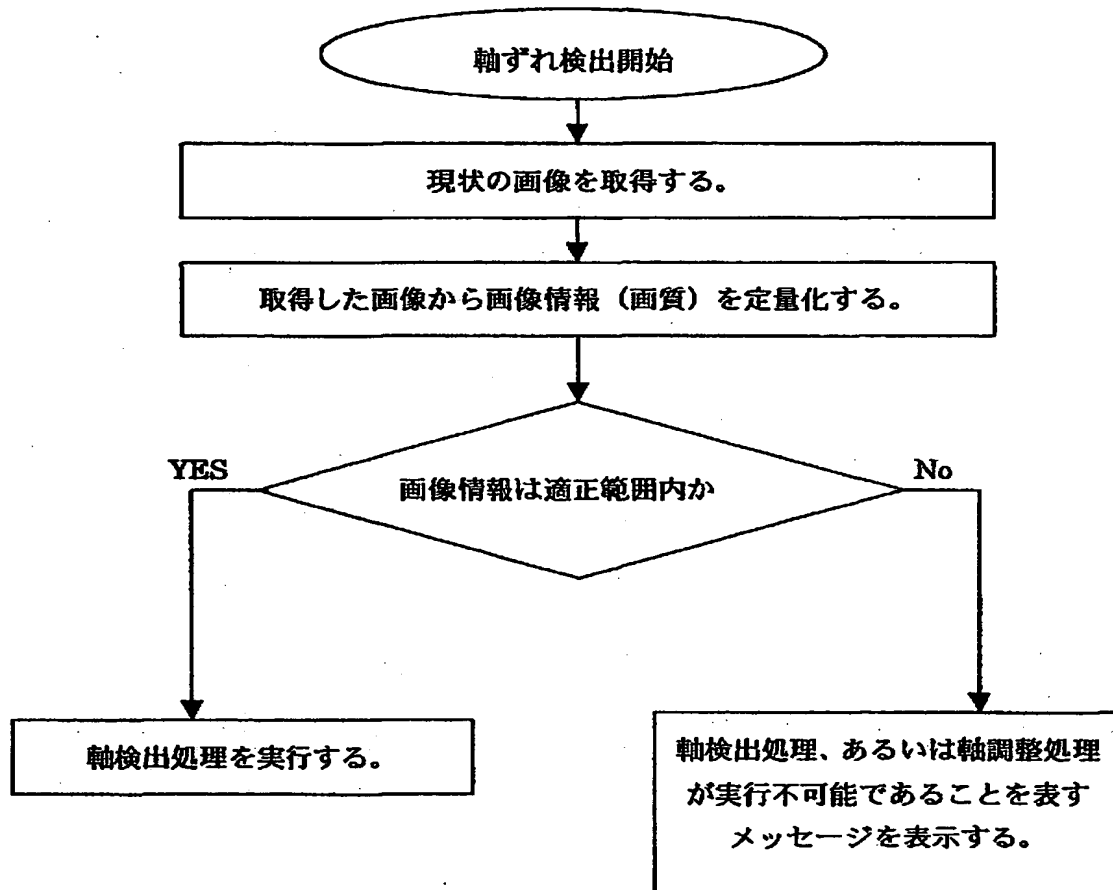 軸ずれ検出開始
現状の画像を取得する。
取得した画像から画像情報（画質）を定量化する。
YES
画像情報は適正範囲内か
No
軸検出処理を実行する。
軸検出処理、あるいは軸調整処理
が実行不可能であることを表す
メッセージを表示する。